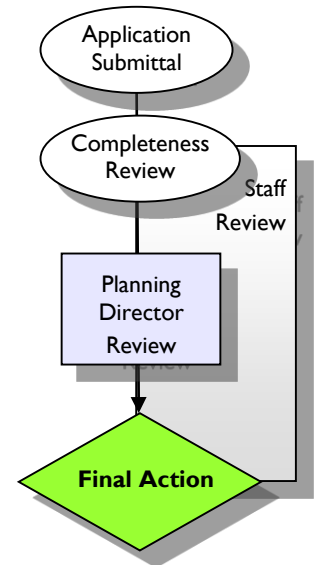 Application
Submittal
Completeness
Review
Staff
Review
Planning
Director
Review
Final Action